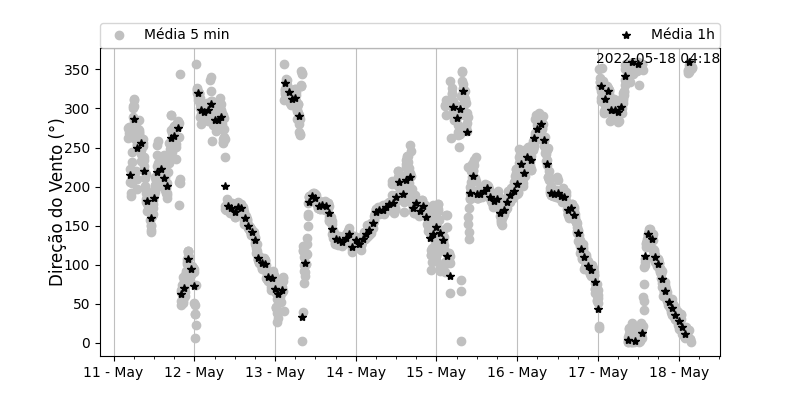 Média 5 min
Média 1h
2022-05-18 04:18
Direção do Vento (°)
350
300
250
200
150
100
50
0
11 - May
12 - May
13 - May
14 - May
15 - May
16 - May
17 - May
18 - May